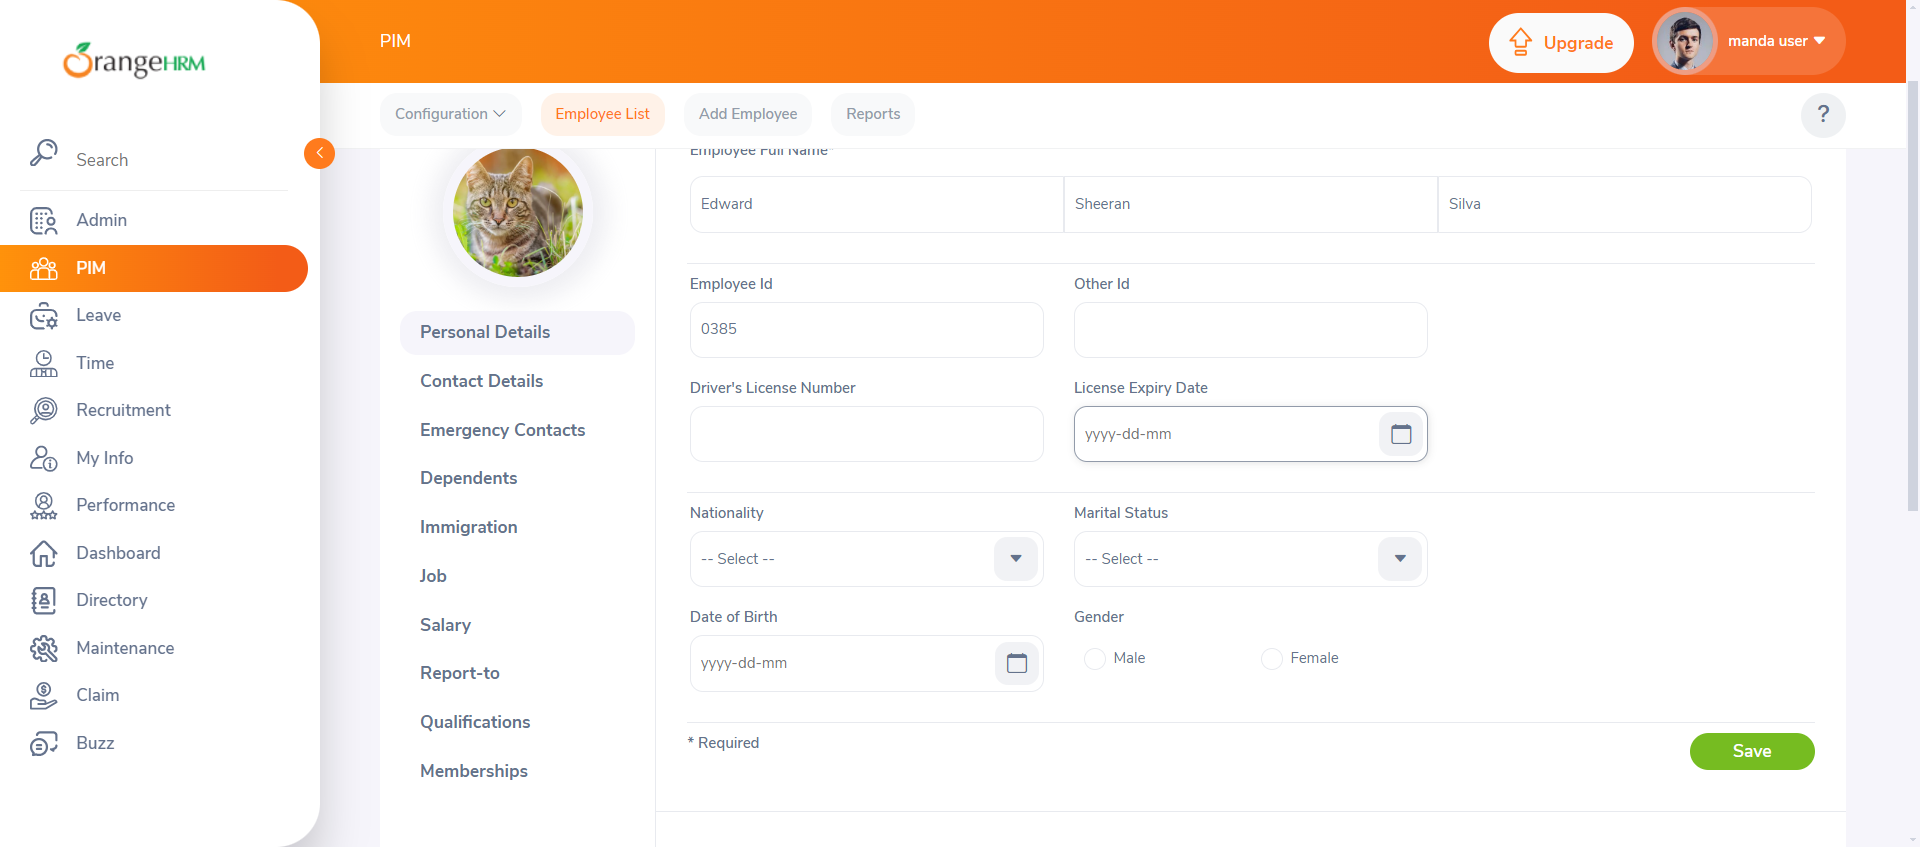 OrangeHRM
PIM
Upgrade
manda user
Configuration
Employee List
Add Employee
Reports
?
Search
Admin
PIM
Leave
Time
Recruitment
My Info
Performance
Dashboard
Directory
Maintenance
Claim
Buzz
Personal Details
Contact Details
Emergency Contacts
Dependents
Immigration
Job
Salary
Report-to
Qualifications
Memberships
Employee Full Name*
Edward Sheeran Silva
Employee Id Other Id
0385
Driver's License Number License Expiry Date
yyyy-dd-mm
Nationality Marital Status
-- Select -- -- Select --
Date of Birth Gender
yyyy-dd-mm Male Female
* Required
Save